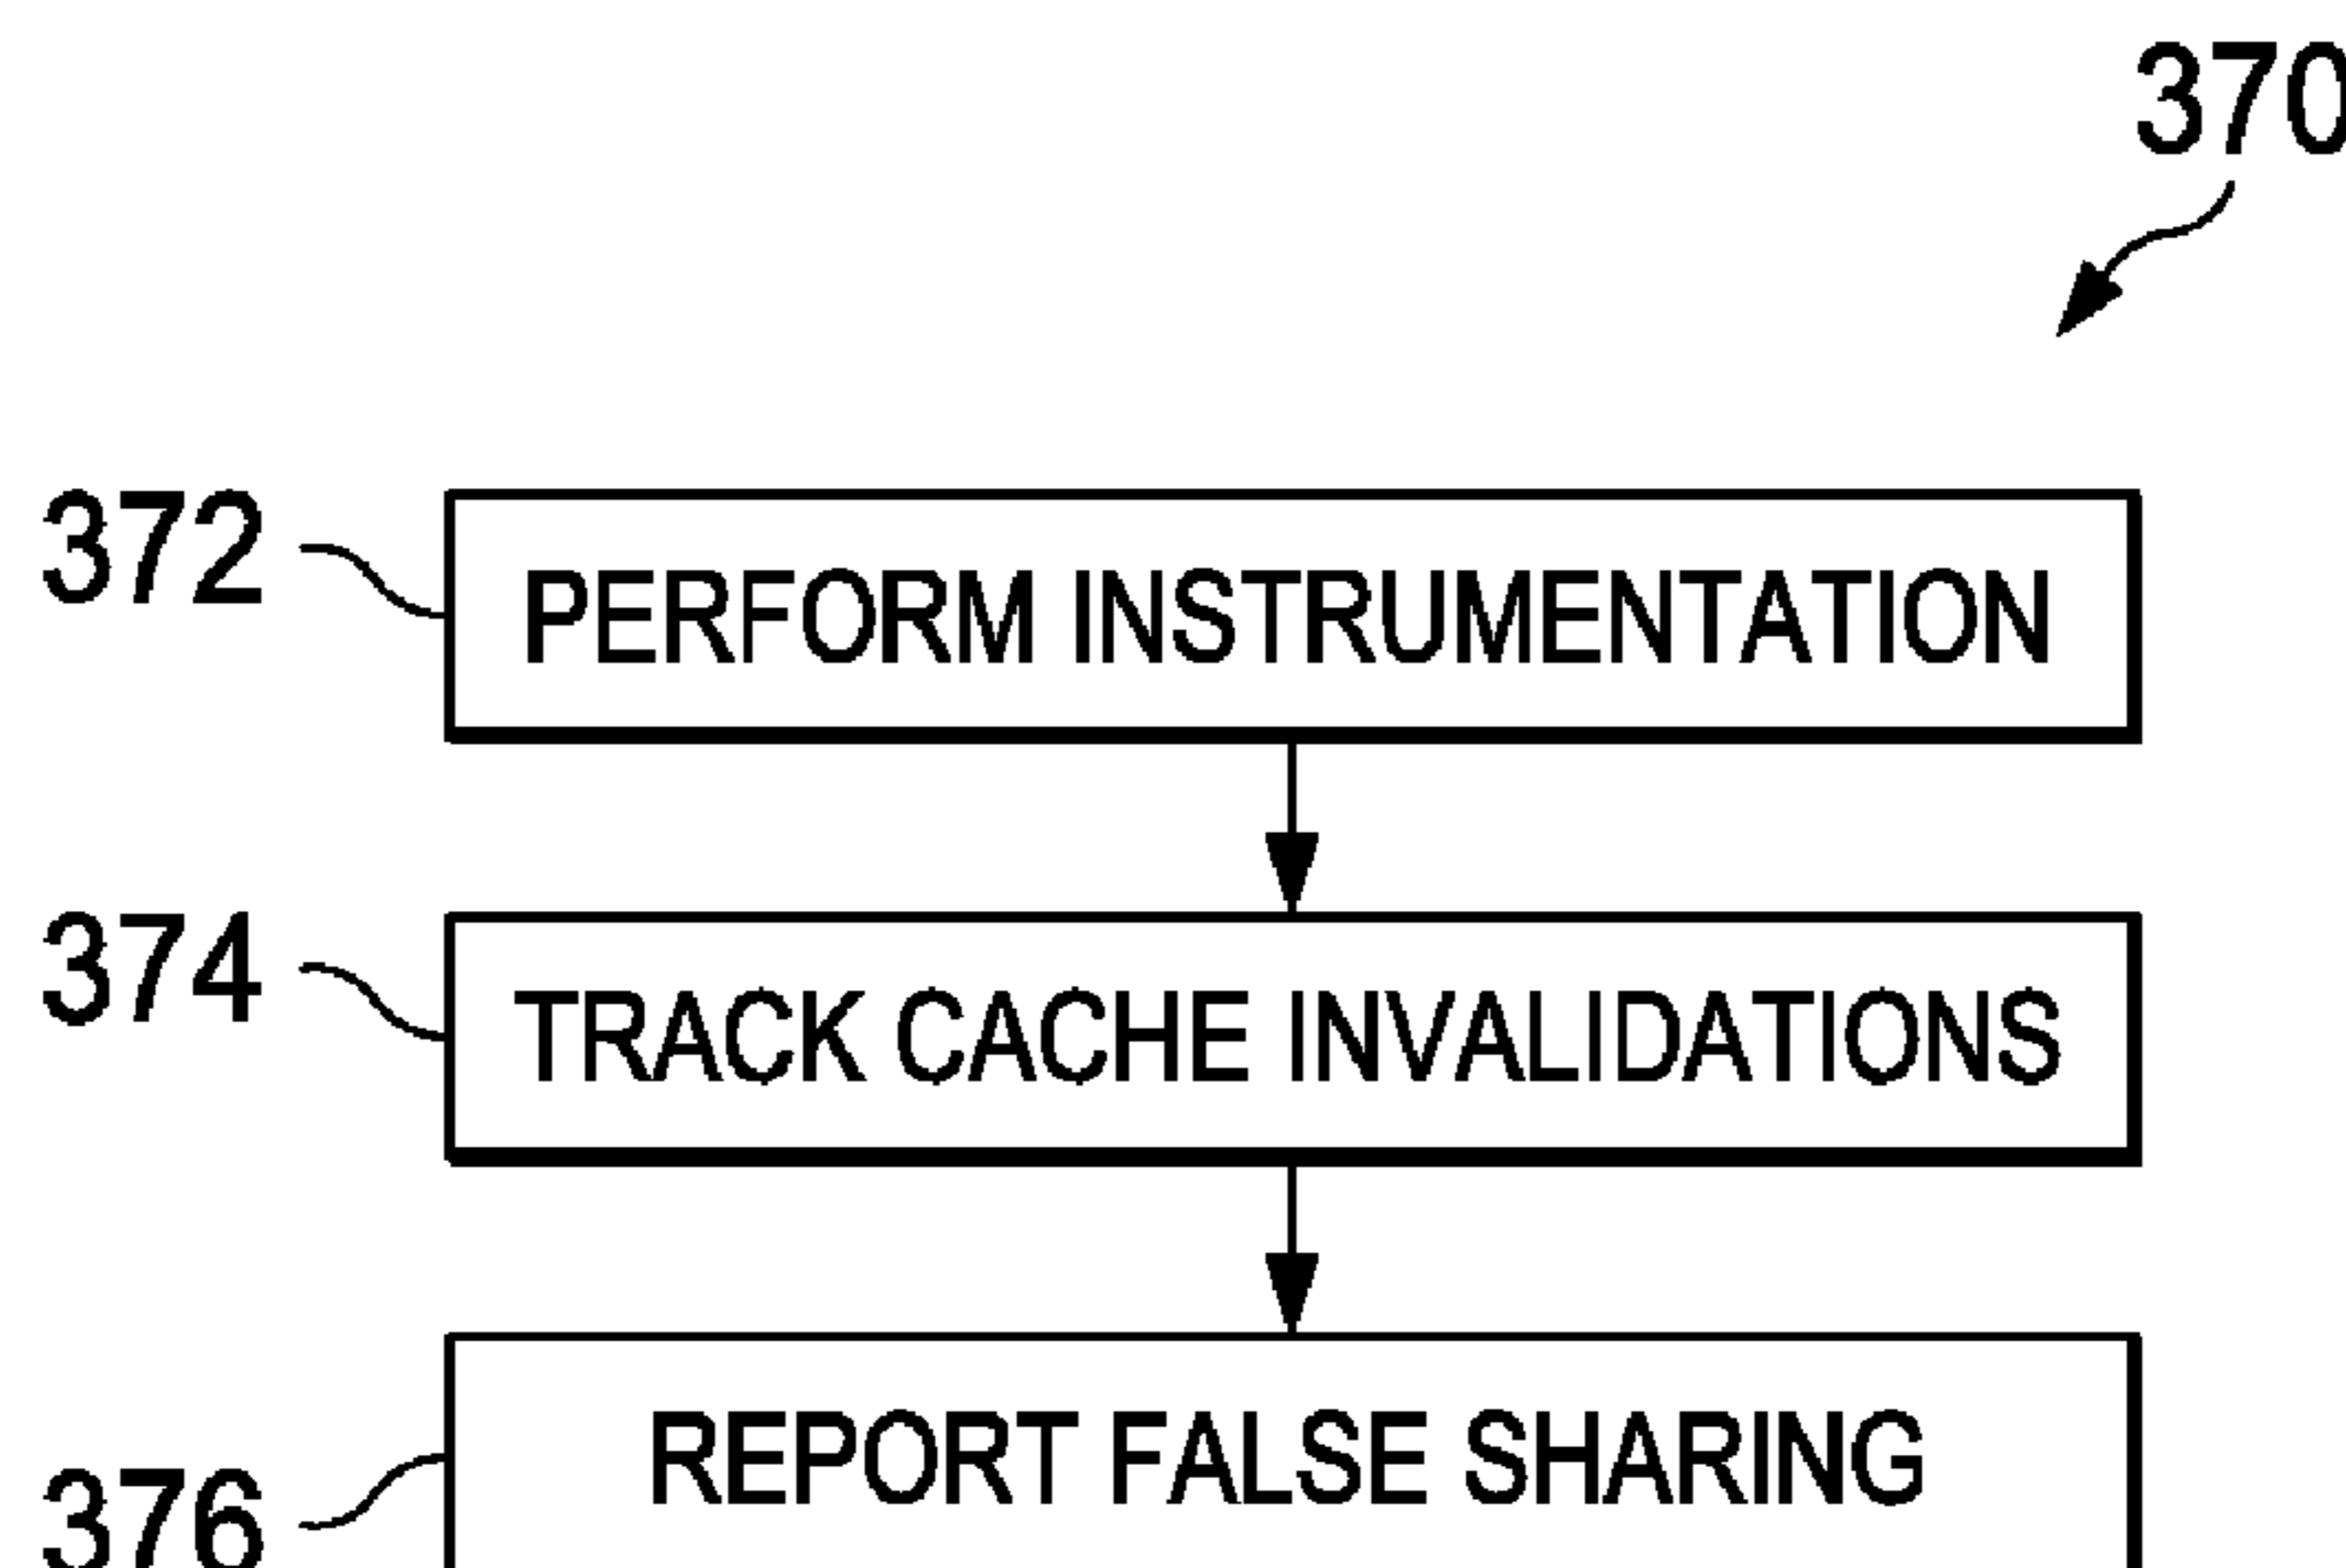 370
372
PERFORM INSTRUMENTATION
374
TRACK CACHE INVALIDATIONS
REPORT FALSE SHARING
376